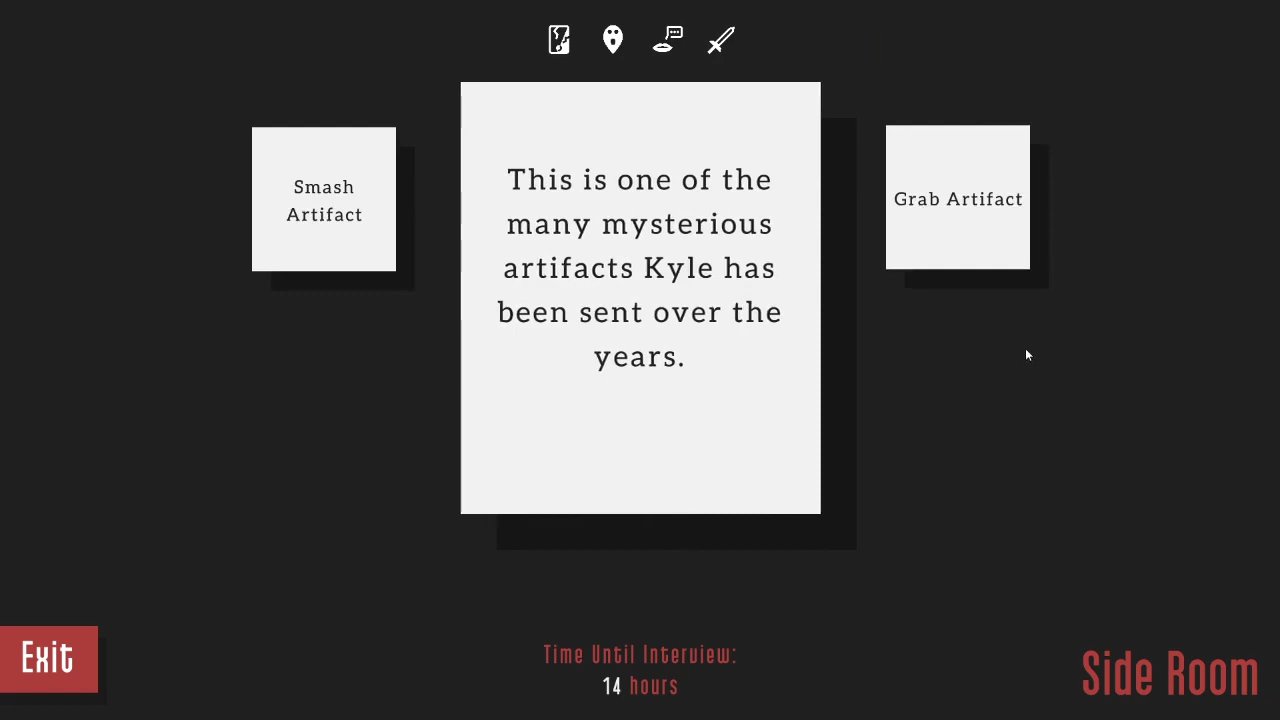 Smash
Artifact
This is one of the
many mysterious
artifacts Kyle has
been sent over the
years.
Grab Artifact
Exit
Time Until Interview:
14 hours
Side Room